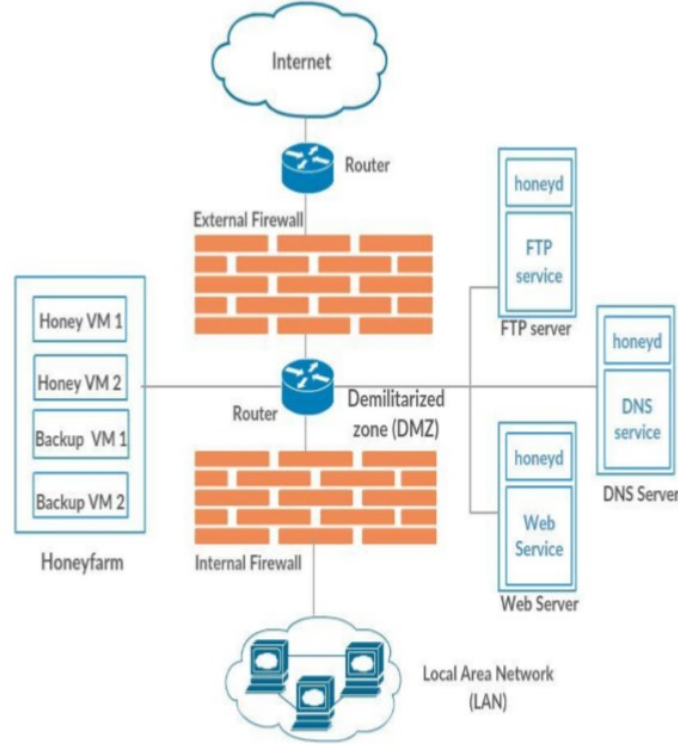 Internet
Router
External Firewall
honeyd
FTP
service
FTP server
Honey VM 1
Honey VM 2
Backup VM 1
Backup VM 2
Honeyfarm
Router
Demilitarized
zone (DMZ)
honeyd
DNS
service
DNS Server
honeyd
Web
Service
Web Server
Internal Firewall
Local Area Network
(LAN)